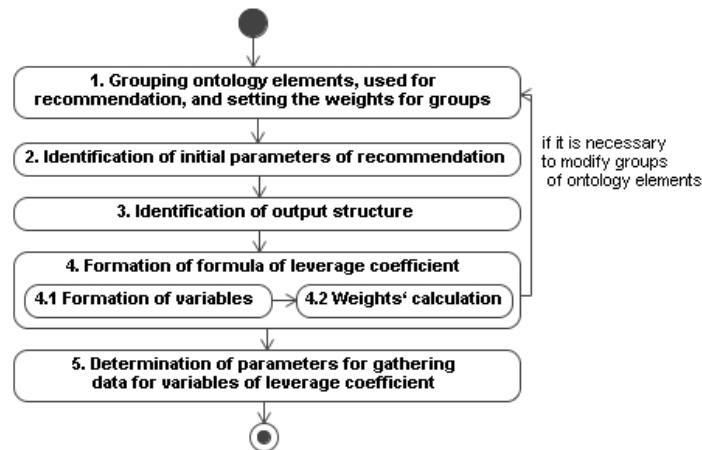 1. Grouping ontology elements, used for
recommendation, and setting the weights for groups
if it is necessary
to modify groups
of ontology elements
2. Identification of initial parameters of recommendation
3. Identification of output structure
4. Formation of formula of leverage coefficient
4.1 Formation of variables
4.2 Weights‘ calculation
5. Determination of parameters for gathering
data for variables of leverage coefficient